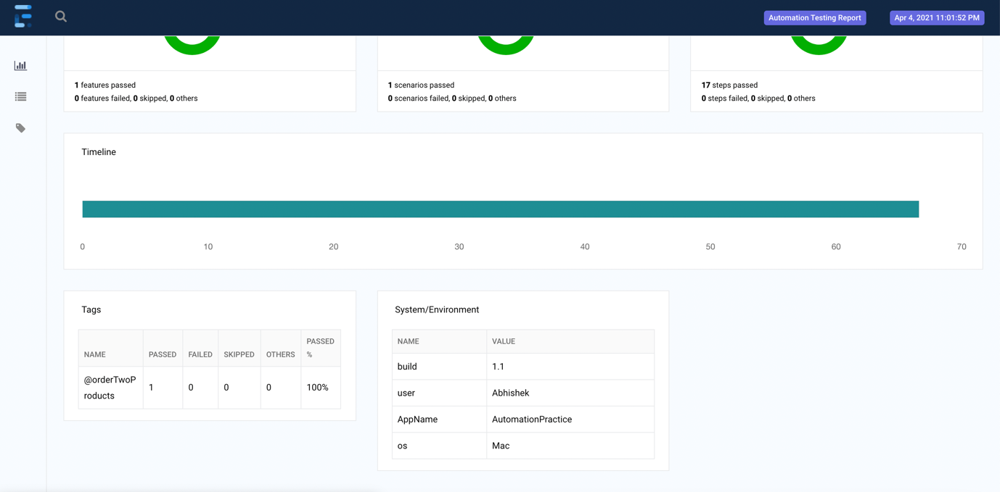 Automation Testing Report
Apr 4, 2021 11:01:52 PM
1 features passed
0 features failed, 0 skipped, 0 others
1 scenarios passed
0 scenarios failed, 0 skipped, 0 others
17 steps passed
0 steps failed, 0 skipped, 0 others
Timeline
0 10 20 30 40 50 60 70
Tags
NAME PASSED FAILED SKIPPED OTHERS PASSED
%
@orderTwoP
roducts
1 0 0 0 100%
System/Environment
NAME VALUE
build 1.1
user Abhishek
AppName AutomationPractice
os Mac